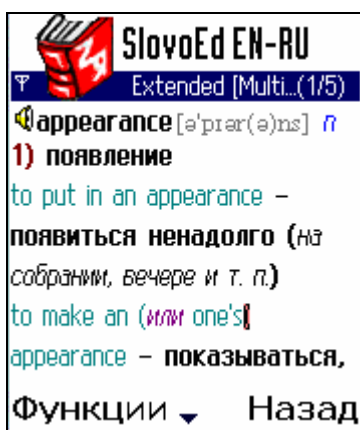 SlovoEd EN-RU
Extended [Multi...(1/5)
appearance [ə'pɪər(ə)ns] n
1) появление
to put in an appearance –
появиться ненадолго (на
собрании, вечере и т. п.)
to make an (или one's(
appearance – показываться,
Функции Назад